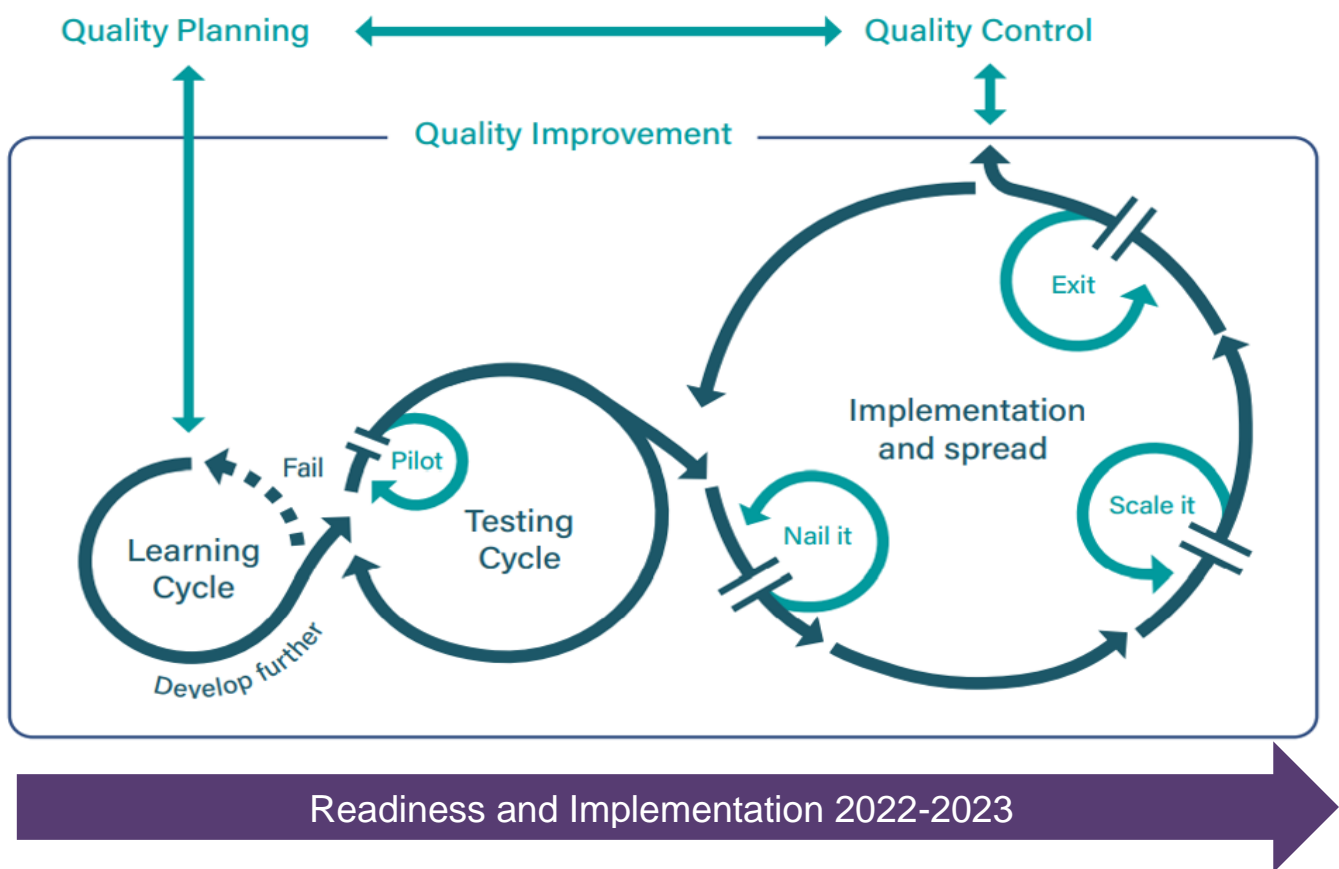 Quality Planning
Quality Control
Quality Improvement
Exit
Implementation
and spread
Fail
Pilot
Scale it
Testing
Cycle
Nail it
Learning
Cycle
Develop further
Readiness and Implementation 2022-2023